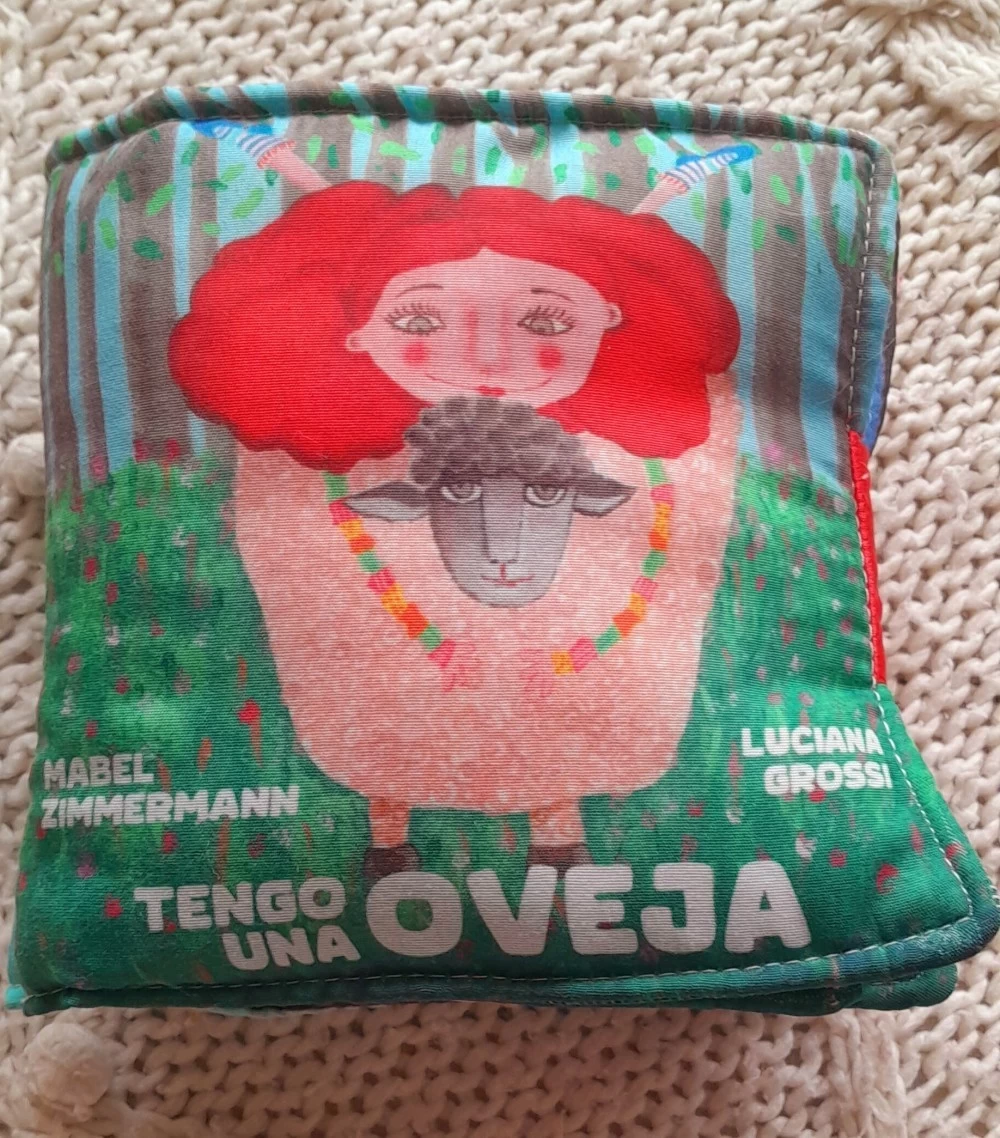 MABEL
ZIMMERMANN
LUCIANA
GROSSI
TENGO
UNA
OVEJA